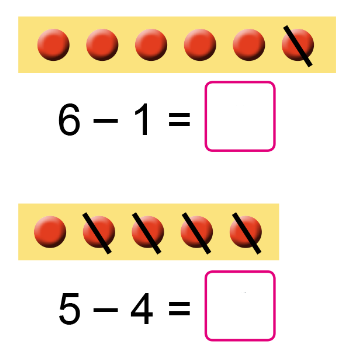 6 – 1 =
5 – 4 =